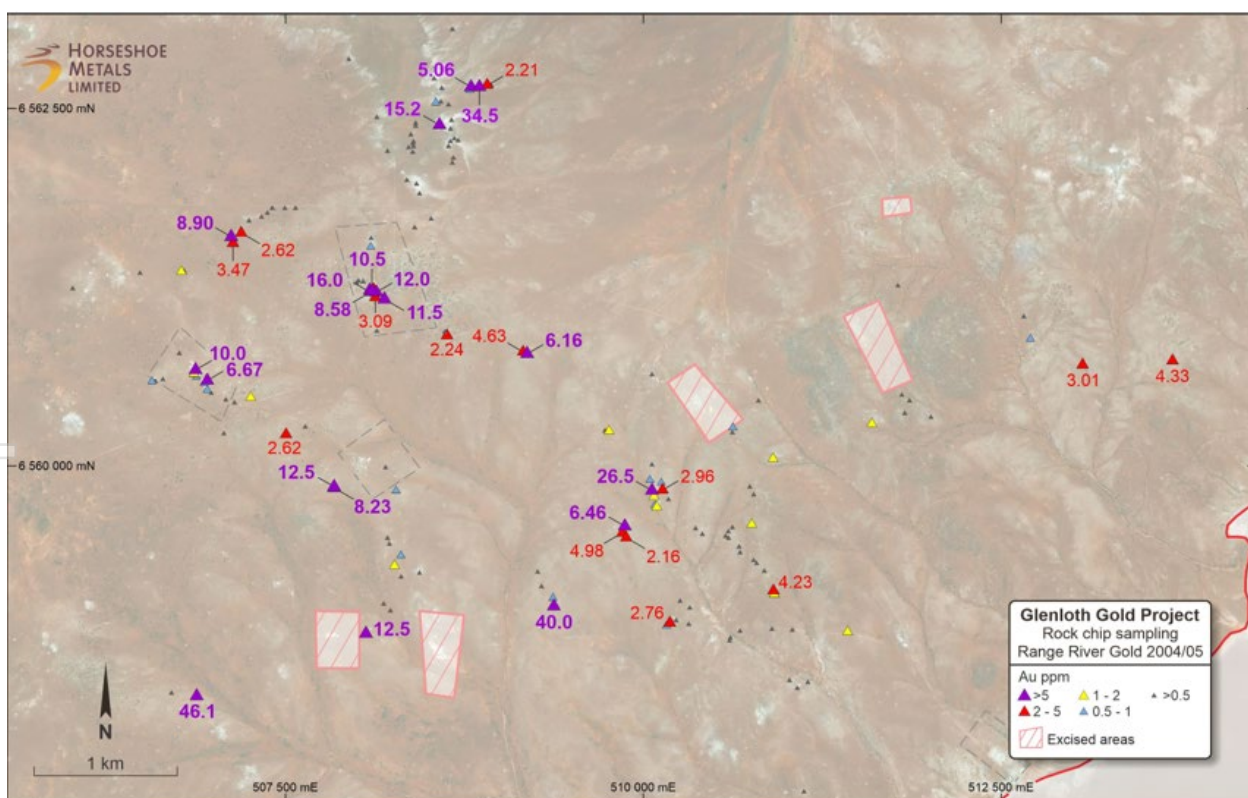 HORSESHOE
METALS
LIMITED
5.06
2.21
6 562 500 mN
15.2
34.5
8.90
2.62
3.47
10.5
16.0
12.0
8.58
11.5
3.09
2.24
4.63
6.16
10.0
6.67
3.01
4.33
2.62
6 560 000 mN
12.5
8.23
26.5
2.96
6.46
4.98
2.16
4.23
40.0
2.76
12.5
46.1
N
1 km
507 500 mE
510 000 mE
512 500 mE
Glenloth Gold Project
Rock chip sampling
Range River Gold 2004/05
Au ppm
>5 1 - 2 >0.5
2 - 5 0.5 - 1
Excised areas